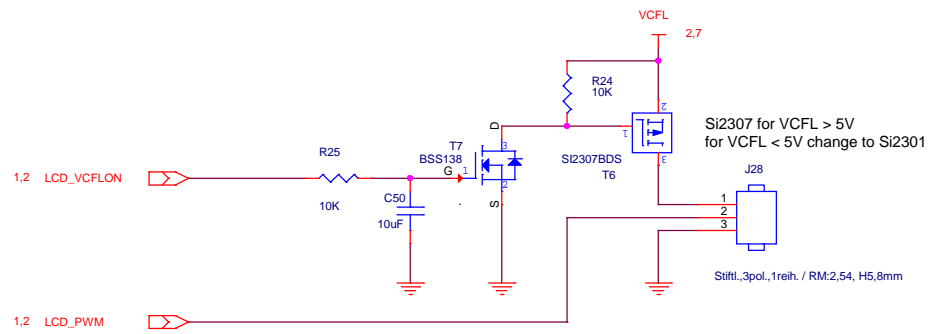 VCFL
2,7
R24
10K
2
1
Si2307 for VCFL > 5V
for VCFL < 5V change to Si2301
D
3
T7
BSS138
G
1
2
S
SI2307BDS
3
T6
R25
10K
1,2 LCD_VCFLON
C50
10uF
.
J28
1
2
3
Stiftl.,3pol.,1reih. / RM:2,54, H5,8mm
1,2 LCD_PWM